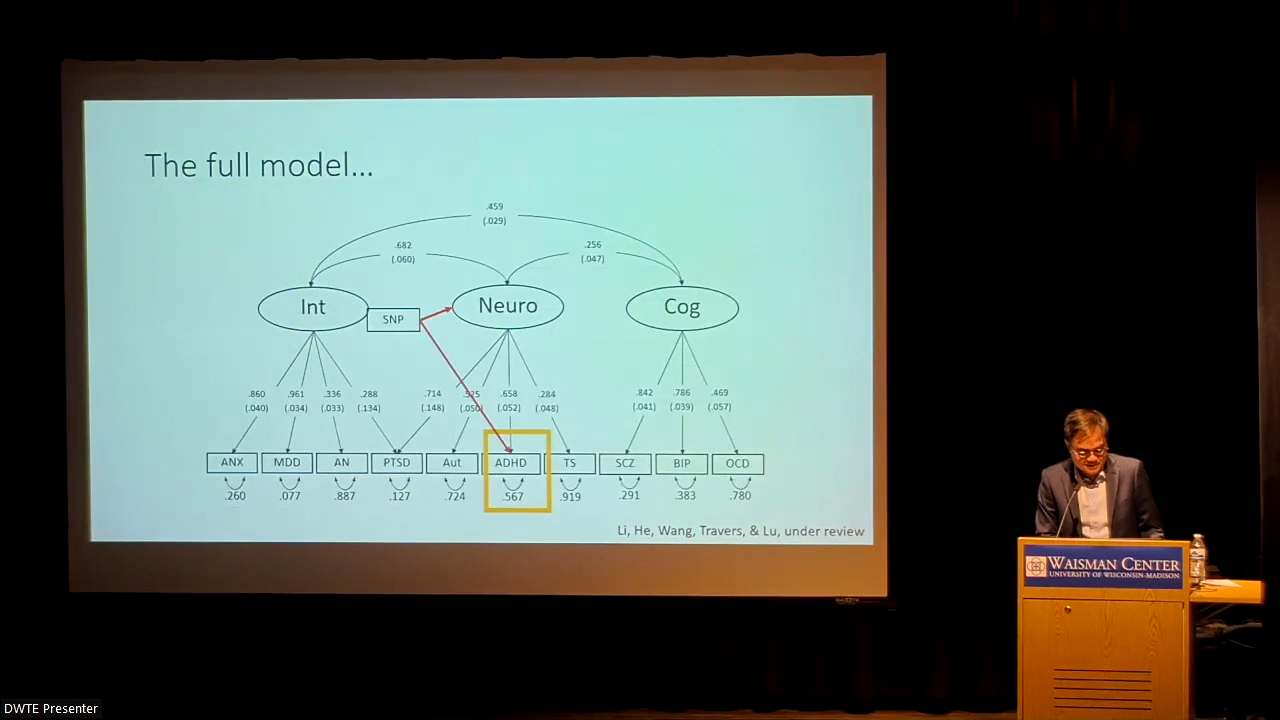 The full model...
.459
(.029)
.682
(.060)
.256
(.047)
Int
SNP
Neuro
Cog
.860
(.040)
.961
(.034)
.336
(.033)
.288
(.134)
.714
(.148)
.658
(.052)
.284
(.048)
.842
(.041)
.786
(.039)
.469
(.057)
ANX
MDD
AN
PTSD
Aut
ADHD
TS
SCZ
BIP
OCD
.260
.077
.887
.127
.724
.567
.919
.291
.383
.780
Li, He, Wang, Travers, & Lu, under review
WAISMAN CENTER
UNIVERSITY OF WISCONSIN-MADISON
DWTE Presenter